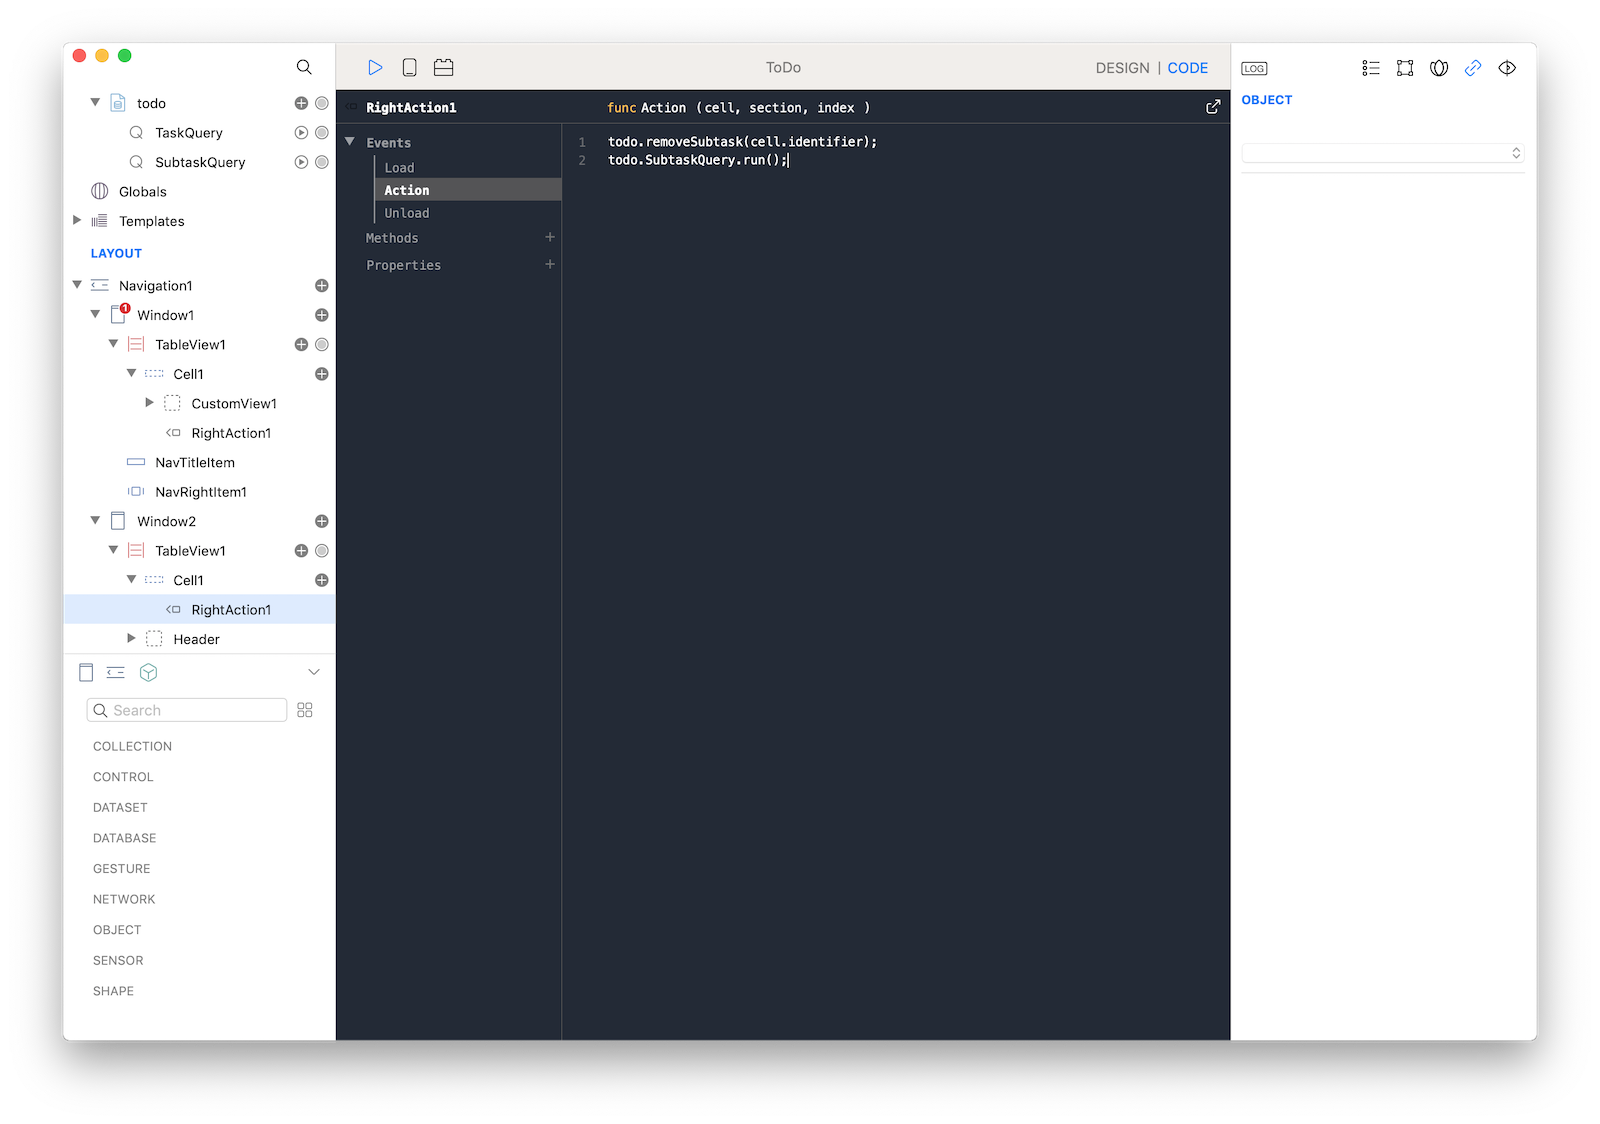 ToDo
DESIGN | CODE
LOG
todo
TaskQuery
SubtaskQuery
Globals
Templates
LAYOUT
Navigation1
1
Window1
TableView1
Cell1
CustomView1
RightAction1
NavTitleItem
NavRightItem1
Window2
TableView1
Cell1
RightAction1
Header
Search
COLLECTION
CONTROL
DATASET
DATABASE
GESTURE
NETWORK
OBJECT
SENSOR
SHAPE
RightAction1
Events
Load
Action
Unload
Methods
Properties
func Action (cell, section, index )
1 todo.removeSubtask(cell.identifier);
2 todo.SubtaskQuery.run();
OBJECT